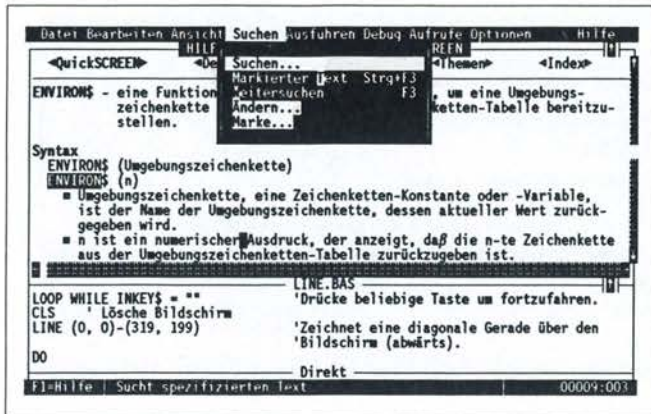 Datei Bearbeiten Ansicht Suchen Ausführen Debug Aufrufe Optionen Hilfe
HILF REEN
◄QuickSCREEN► ◄De Suchen... ◄Themen► ◄Index►
Markierter Text Strg+F3
ENVIRON$ - eine Funktion Weitersuchen F3 , um eine Umgebungs-
zeichenkette Ändern... ketten-Tabelle bereitzu-
stellen. Marke...
Syntax
ENVIRON$ (Umgebungszeichenkette)
ENVIRON$ (n)
■ Umgebungszeichenkette, eine Zeichenketten-Konstante oder -Variable,
ist der Name der Umgebungszeichenkette, dessen aktueller Wert zurück-
gegeben wird.
■ n ist ein numerischer Ausdruck, der anzeigt, daß die n-te Zeichenkette
aus der Umgebungszeichenketten-Tabelle zurückzugeben ist.
LINE.BAS
LOOP WHILE INKEY$ = "" 'Drücke beliebige Taste um fortzufahren.
CLS ' Lösche Bildschirm
LINE (0, 0)-(319, 199) 'Zeichnet eine diagonale Gerade über den
'Bildschirm (abwärts).
DO
Direkt
F1=Hilfe Sucht spezifizierten Text 00009:003